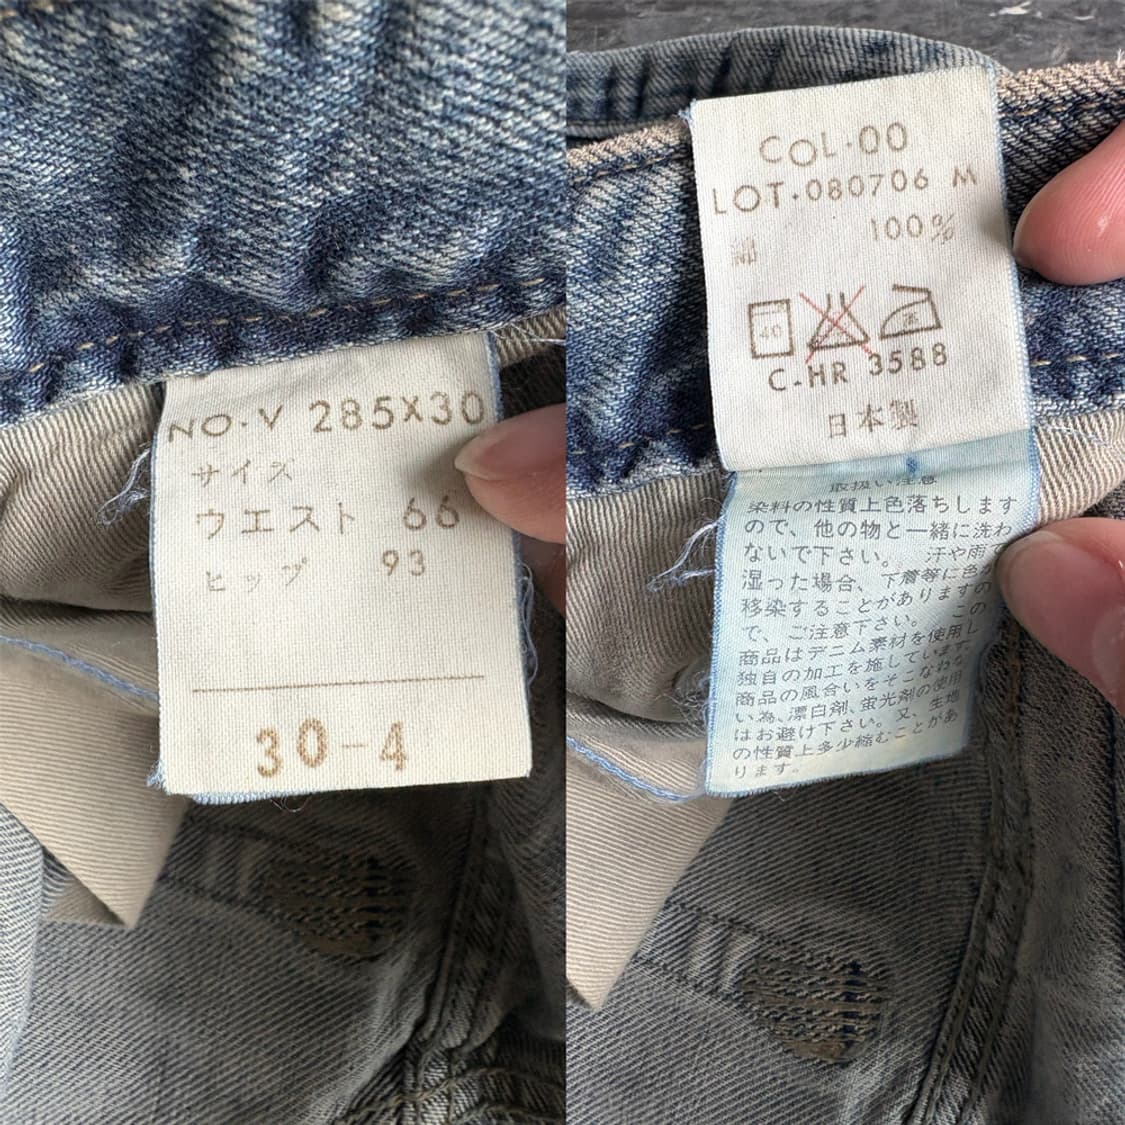 NO·V 285X30
サイズ
ウエスト 66
ヒップ 93
30-4
COL·00
LOT·080706 M
綿 100%
40
C-HR 3588
日本製
取扱い注意
染料の性質上色落ちします
ので、他の物と一緒に洗わ
ないで下さい。 汗や雨で
湿った場合、下着等に色が
移染することがありますの
で、ご注意下さい。 この
商品はデニム素材を使用し
独自の加工を施しています
商品の風合いをそこなわな
い為、漂白剤、蛍光剤の使用
はお避け下さい。又、生地
の性質上多少縮むことがあ
ります。